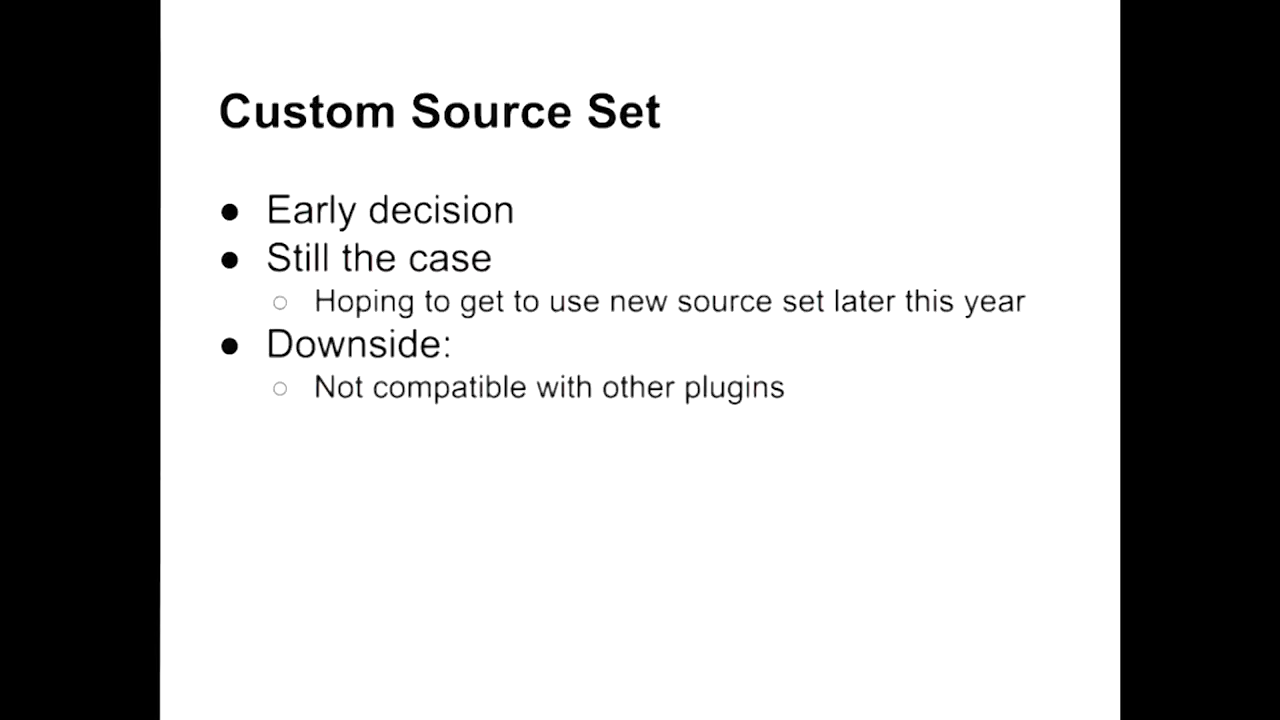 Custom Source Set
● Early decision
● Still the case
○ Hoping to get to use new source set later this year
● Downside:
○ Not compatible with other plugins